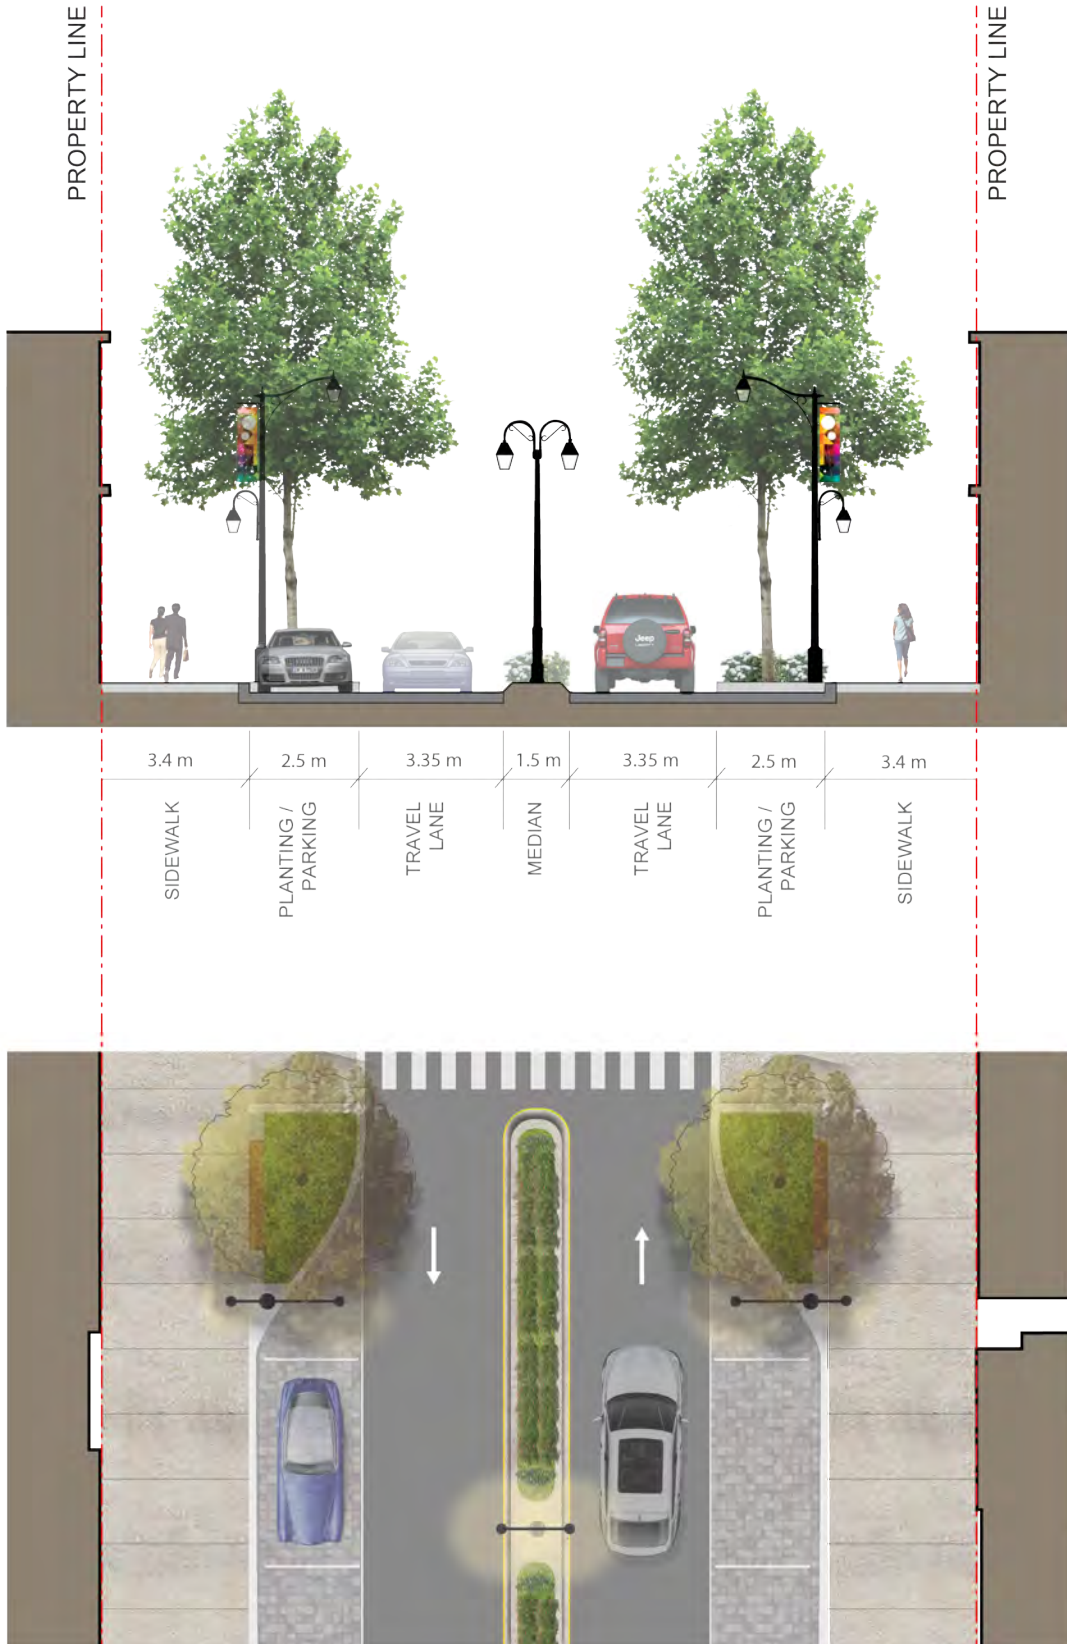 PROPERTY LINE
PROPERTY LINE
Jeep
3.4 m
2.5 m
3.35 m
1.5 m
3.35 m
2.5 m
3.4 m
SIDEWALK
PLANTING /
PARKING
TRAVEL
LANE
MEDIAN
TRAVEL
LANE
PLANTING /
PARKING
SIDEWALK